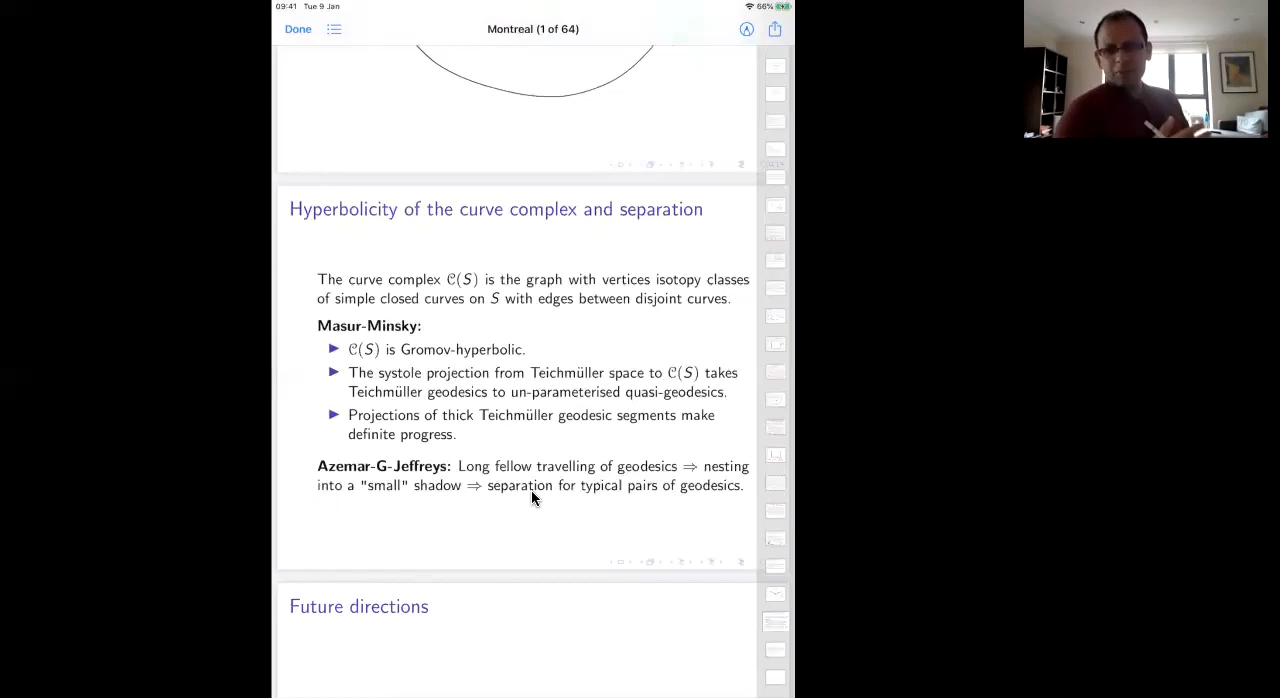 09:41 Tue 9 Jan
66%
Done
Montreal (1 of 64)
Hyperbolicity of the curve complex and separation
The curve complex 𝒞(S) is the graph with vertices isotopy classes
of simple closed curves on S with edges between disjoint curves.
Masur-Minsky:
▶ 𝒞(S) is Gromov-hyperbolic.
▶ The systole projection from Teichmüller space to 𝒞(S) takes
Teichmüller geodesics to un-parameterised quasi-geodesics.
▶ Projections of thick Teichmüller geodesic segments make
definite progress.
Azemar-G-Jeffreys: Long fellow travelling of geodesics ⇒ nesting
into a "small" shadow ⇒ separation for typical pairs of geodesics.
Future directions